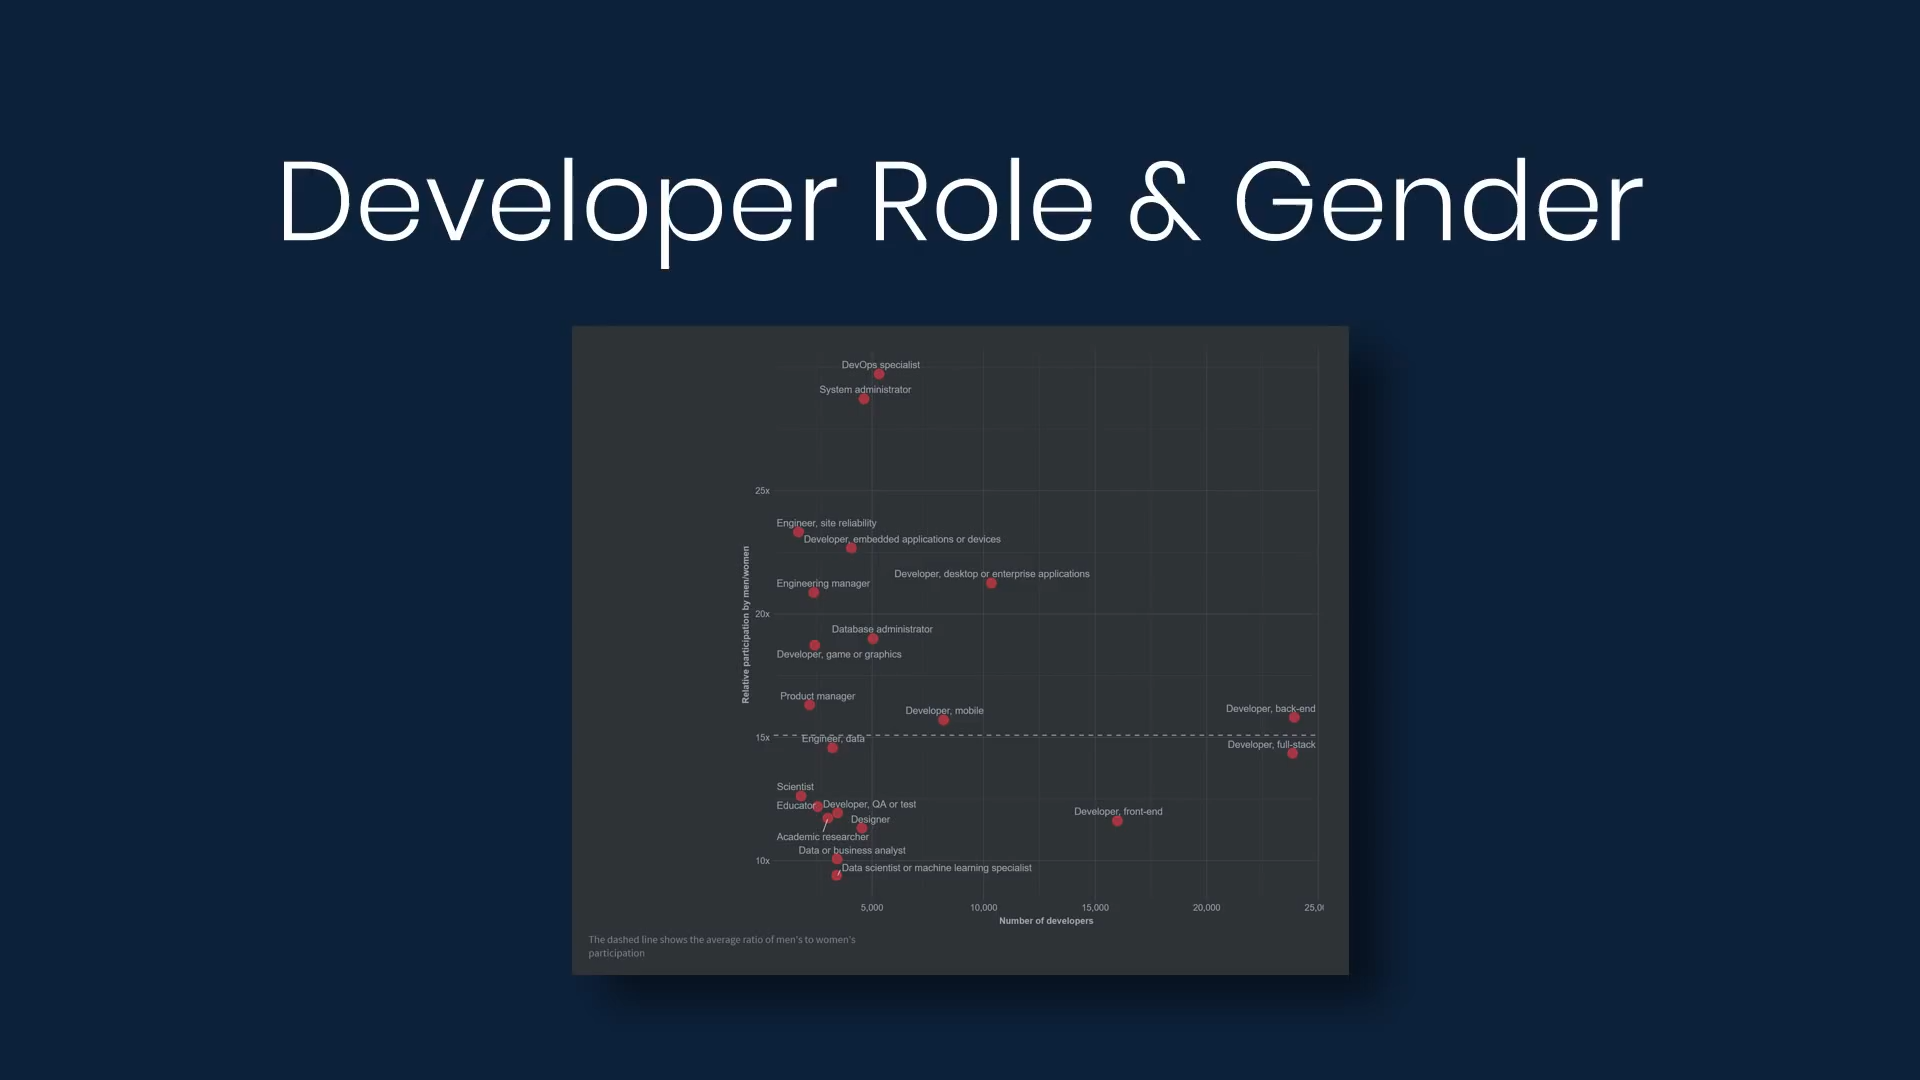 Developer Role & Gender
DevOps specialist
System administrator
25x
Engineer, site reliability
Developer, embedded applications or devices
Developer, desktop or enterprise applications
Engineering manager
20x
Database administrator
Developer, game or graphics
Relative participation by men/women
Product manager
Developer, mobile
Developer, back-end
15x
Engineer, data
Developer, full-stack
Scientist
Educator
Developer, QA or test
Developer, front-end
Designer
Academic researcher
Data or business analyst
10x
Data scientist or machine learning specialist
5,000 10,000 15,000 20,000 25,0
Number of developers
The dashed line shows the average ratio of men's to women's
participation